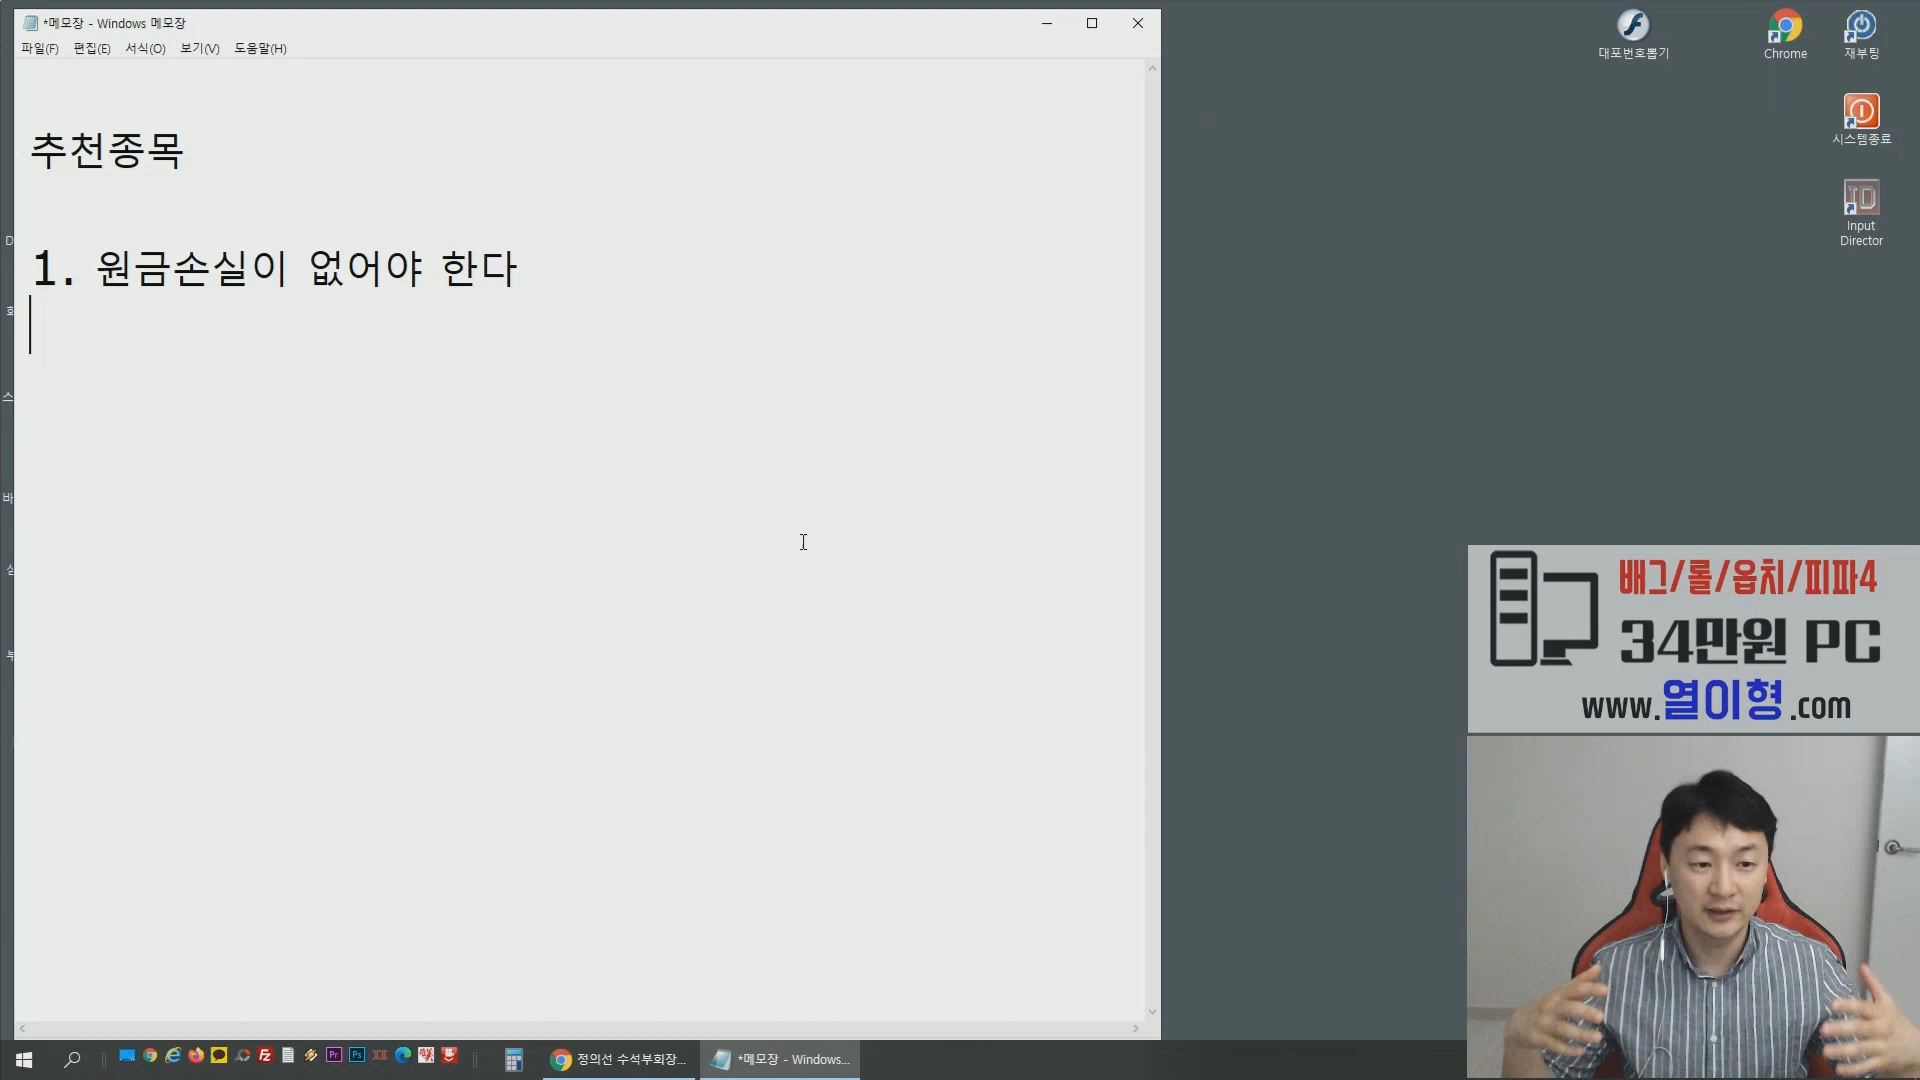 *메모장 - Windows 메모장
파일(F) 편집(E) 서식(O) 보기(V) 도움말(H)
추천종목
1. 원금손실이 없어야 한다
대포번호뽑기
Chrome
재부팅
시스템종료
Input
Director
배그/롤/옵치/피파4
34만원 PC
www.열이형.com
정의선 수석부회장...
*메모장 - Windows...